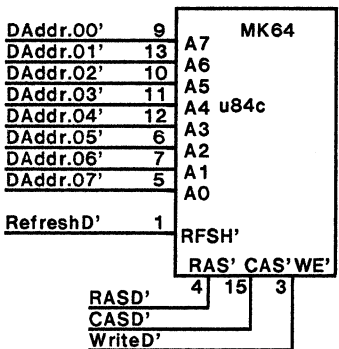 DAddr.00' 9 MK64
DAddr.01' 13 A7
DAddr.02' 10 A6
DAddr.03' 11 A5
DAddr.04' 12 A4 u84c
DAddr.05' 6 A3
DAddr.06' 7 A2
DAddr.07' 5 A1
A0
RefreshD' 1
RFSH'
RAS' CAS' WE'
4 15 3
RASD'
CASD'
WriteD'